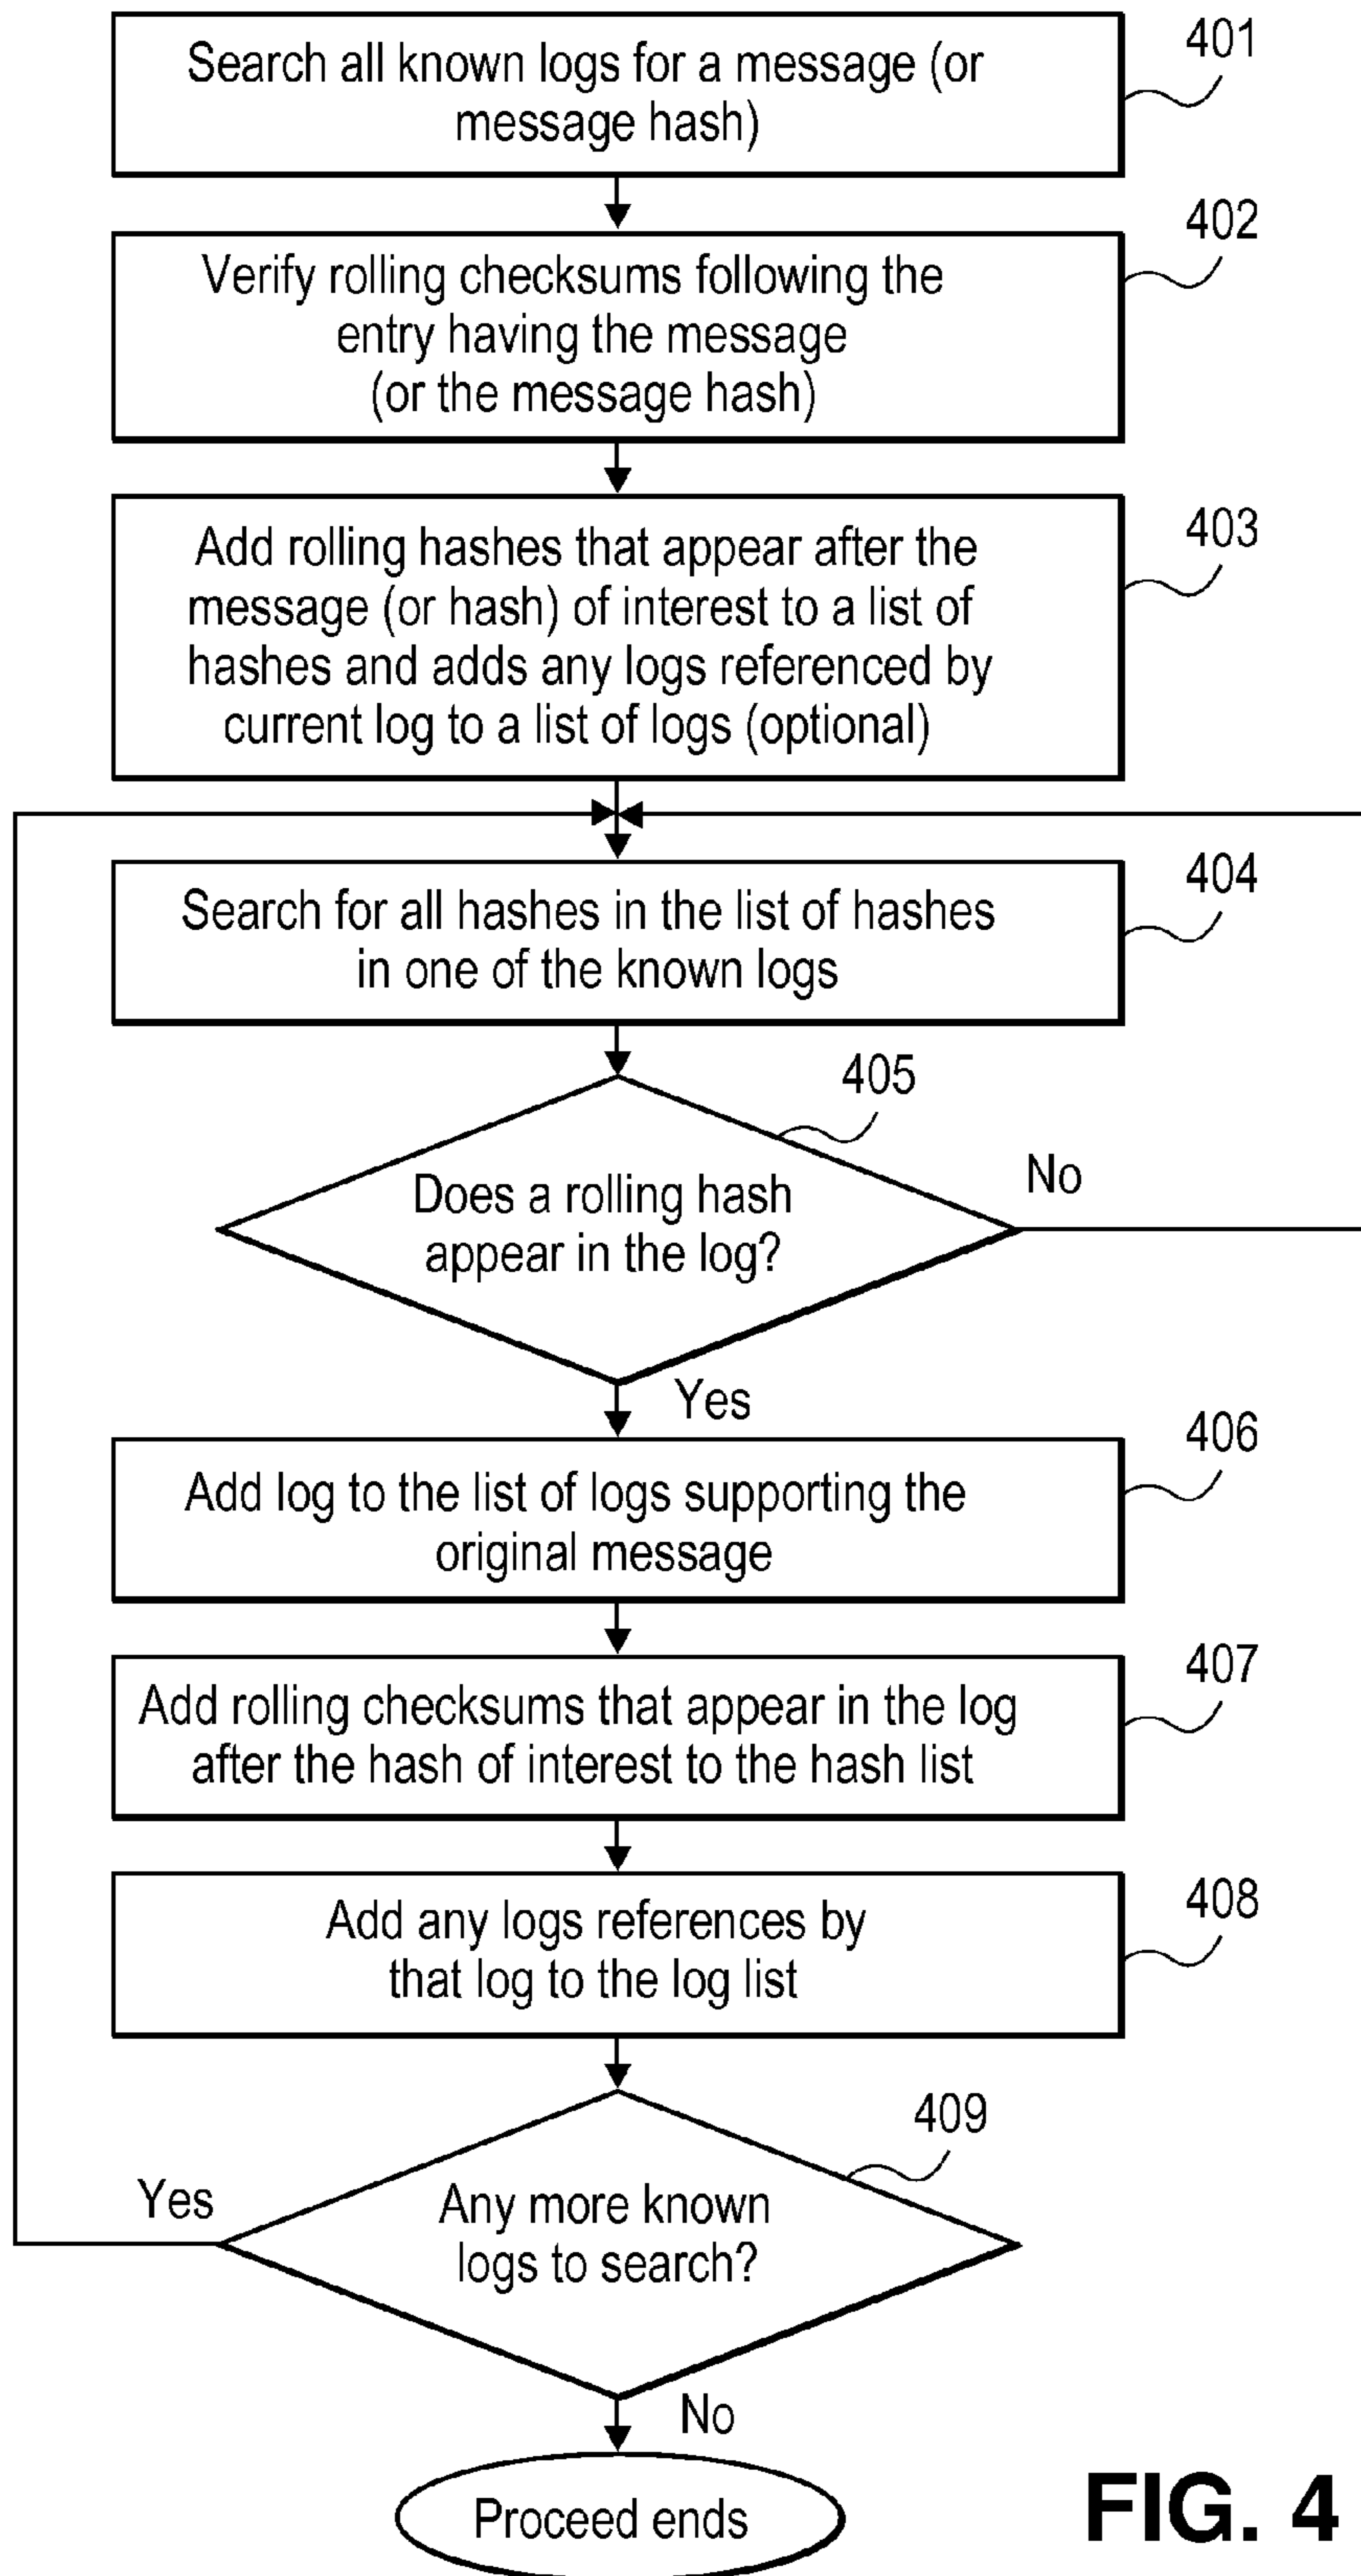 Search all known logs for a message (or
message hash)
401
Verify rolling checksums following the
entry having the message
(or the message hash)
402
Add rolling hashes that appear after the
message (or hash) of interest to a list of
hashes and adds any logs referenced by
current log to a list of logs (optional)
403
Search for all hashes in the list of hashes
in one of the known logs
404
405
Does a rolling hash
appear in the log?
No
Yes
Add log to the list of logs supporting the
original message
406
Add rolling checksums that appear in the log
after the hash of interest to the hash list
407
Add any logs references by
that log to the log list
408
409
Any more known
logs to search?
Yes
No
Proceed ends
FIG. 4